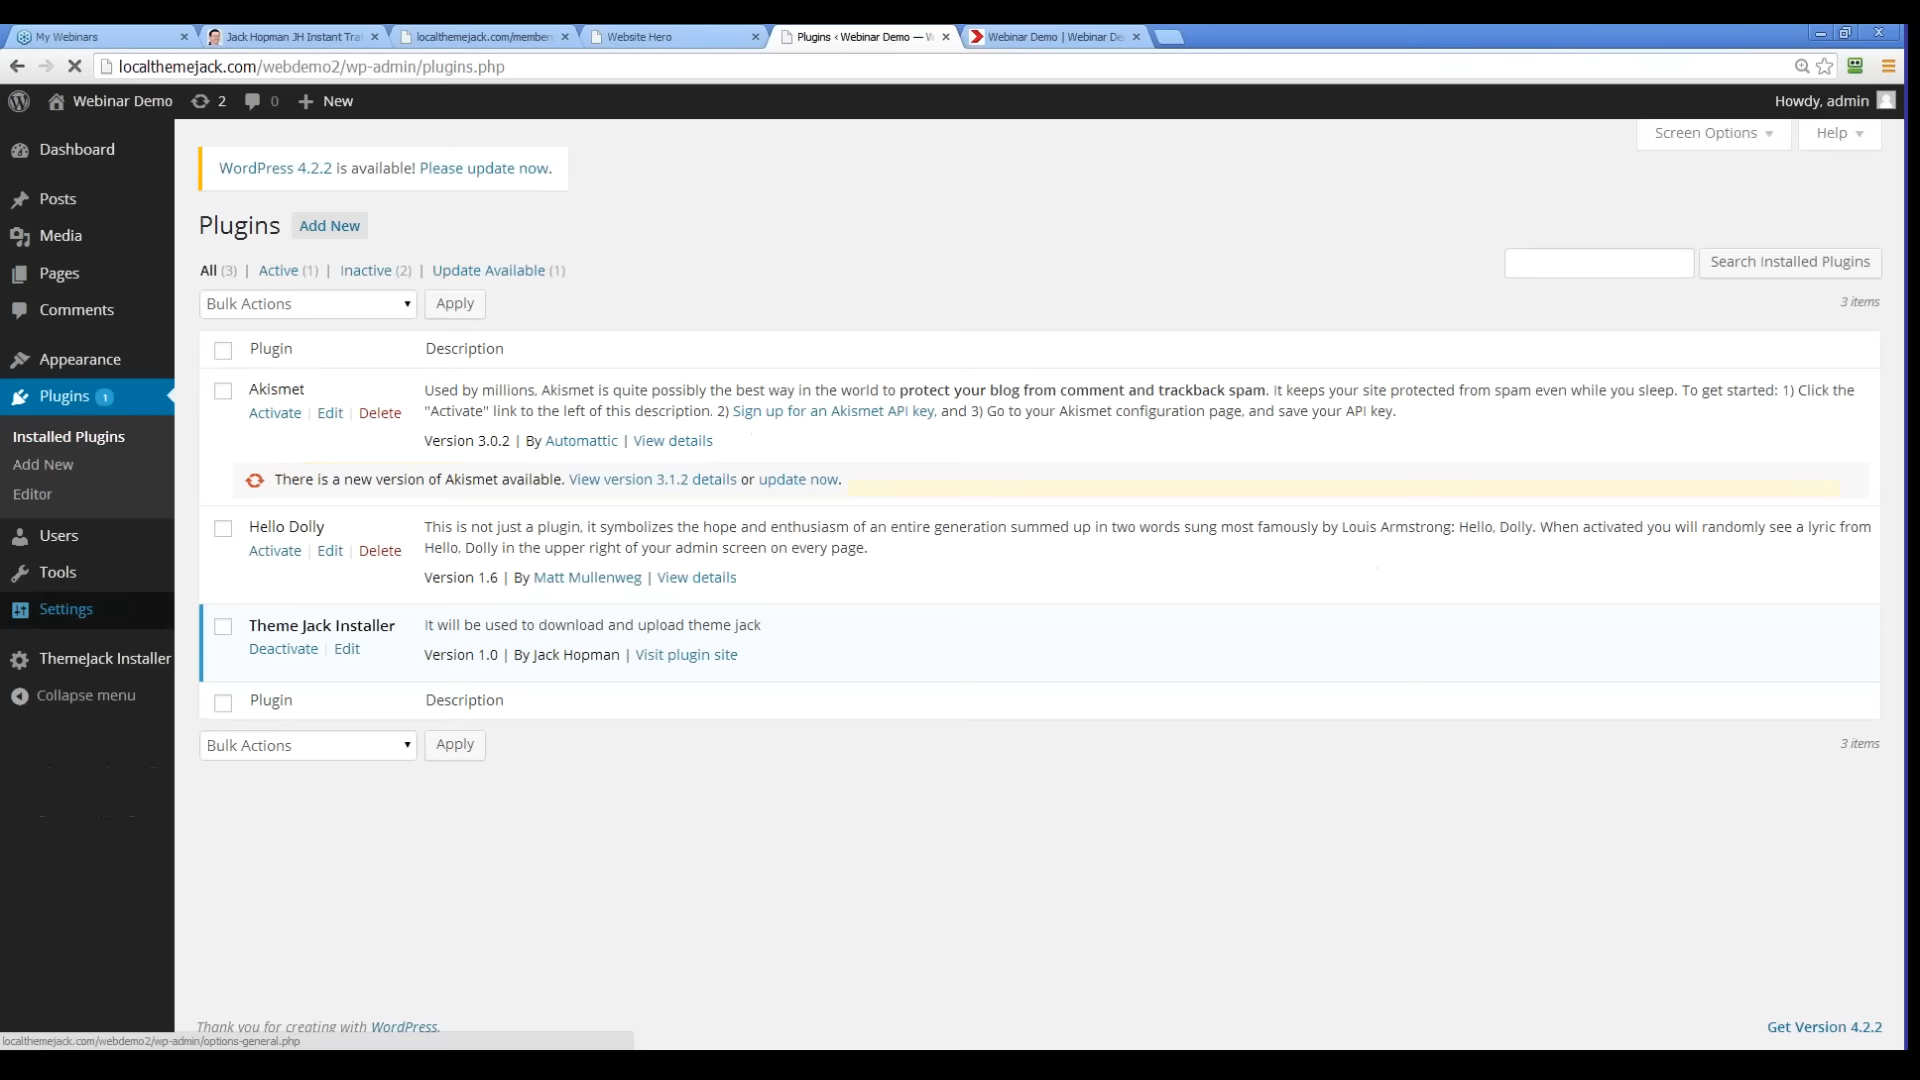 My Webinars
Jack Hopman JH Instant Trai
localthemejack.com/member
Website Hero
Plugins ‹ Webinar Demo — W
Webinar Demo | Webinar De
localthemejack.com/webdemo2/wp-admin/plugins.php
Webinar Demo 2 0 + New
Howdy, admin
Screen Options ▾
Help ▾
Dashboard
Posts
Media
Pages
Comments
Appearance
Plugins 1
Installed Plugins
Add New
Editor
Users
Tools
Settings
ThemeJack Installer
Collapse menu
WordPress 4.2.2 is available! Please update now.
Plugins Add New
All (3) | Active (1) | Inactive (2) | Update Available (1)
Search Installed Plugins
Bulk Actions Apply
3 items
Plugin Description
Akismet
Activate | Edit | Delete
Used by millions, Akismet is quite possibly the best way in the world to protect your blog from comment and trackback spam. It keeps your site protected from spam even while you sleep. To get started: 1) Click the
"Activate" link to the left of this description. 2) Sign up for an Akismet API key, and 3) Go to your Akismet configuration page, and save your API key.
Version 3.0.2 | By Automattic | View details
There is a new version of Akismet available. View version 3.1.2 details or update now.
Hello Dolly
Activate | Edit | Delete
This is not just a plugin, it symbolizes the hope and enthusiasm of an entire generation summed up in two words sung most famously by Louis Armstrong: Hello, Dolly. When activated you will randomly see a lyric from
Hello, Dolly in the upper right of your admin screen on every page.
Version 1.6 | By Matt Mullenweg | View details
Theme Jack Installer
Deactivate | Edit
It will be used to download and upload theme jack
Version 1.0 | By Jack Hopman | Visit plugin site
Plugin Description
Bulk Actions Apply
3 items
Thank you for creating with WordPress.
Get Version 4.2.2
localthemejack.com/webdemo2/wp-admin/options-general.php